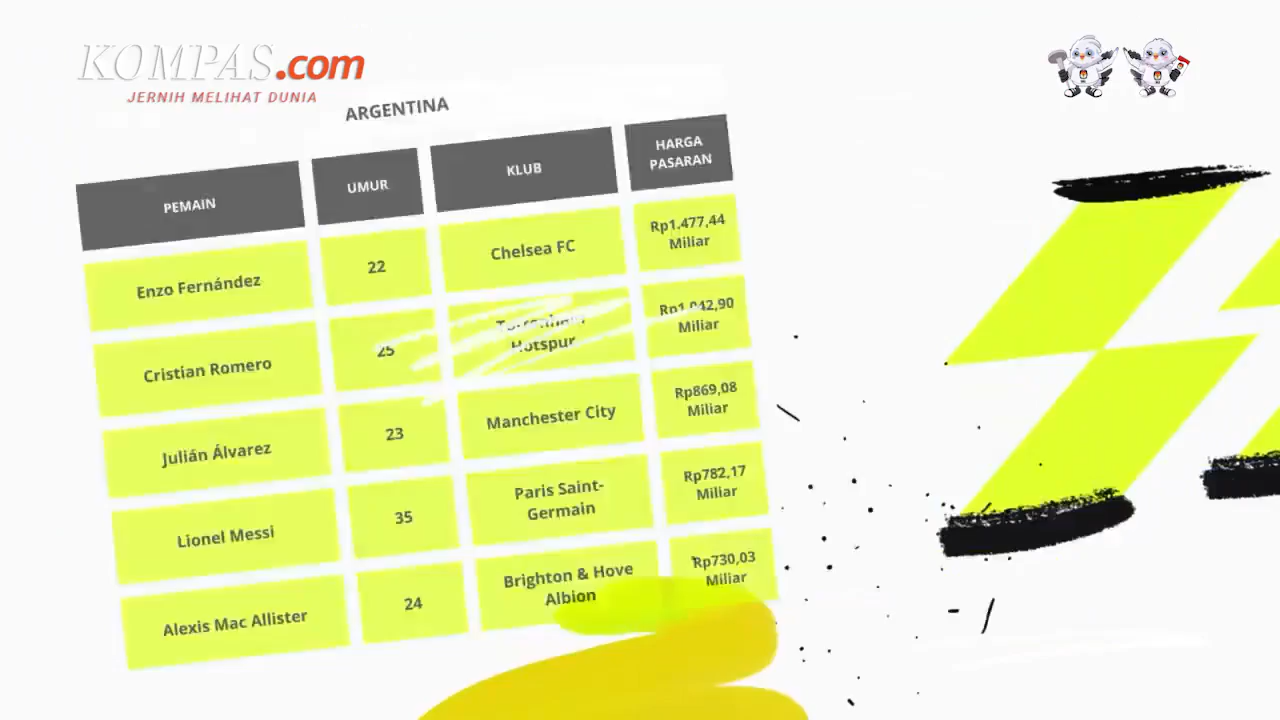 KOMPAS.com
JERNIH MELIHAT DUNIA
ARGENTINA
PEMAIN
UMUR
KLUB
HARGA
PASARAN
Enzo Fernández
22
Chelsea FC
Rp1.477,44
Miliar
Cristian Romero
25
Hotspur
Miliar
Julián Álvarez
23
Manchester City
Rp869,08
Miliar
Lionel Messi
35
Paris Saint-
Germain
Rp782,17
Miliar
Alexis Mac Allister
24
Brighton & Hove
Albion
Rp730,03
Miliar